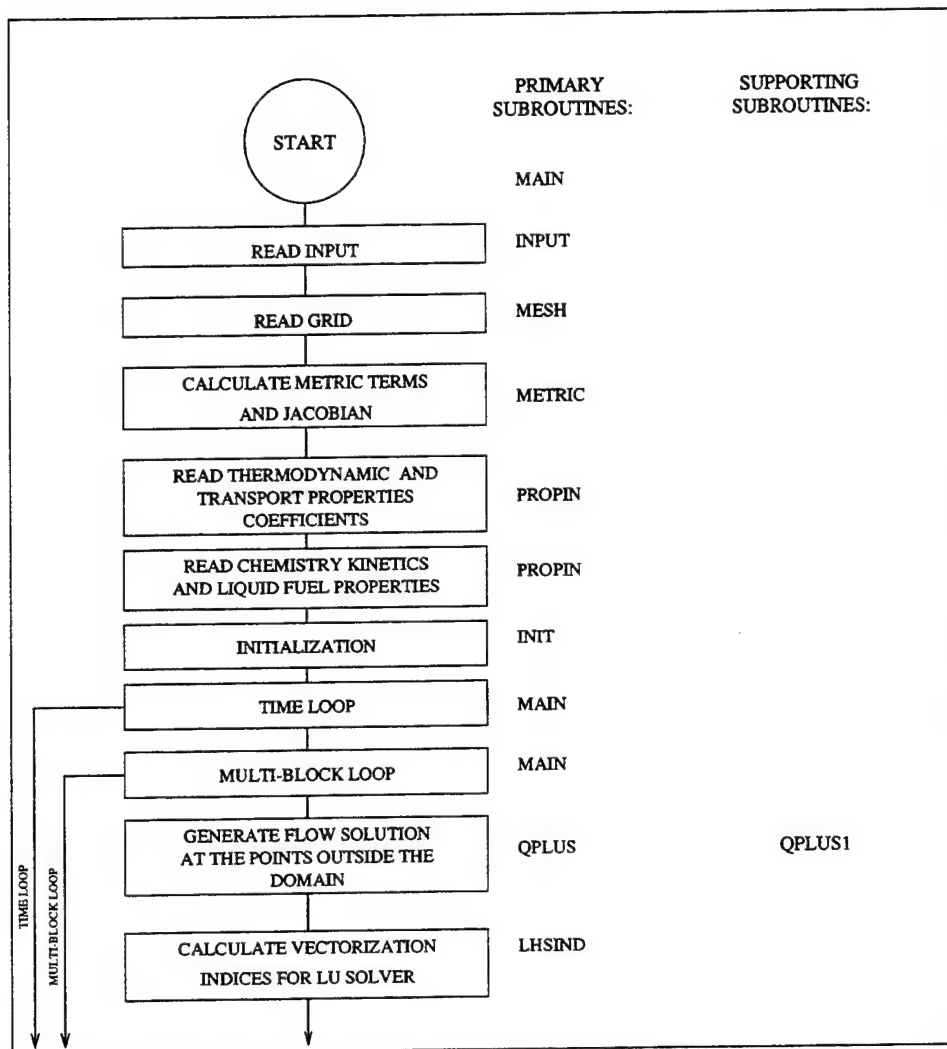 PRIMARY
SUBROUTINES:
SUPPORTING
SUBROUTINES:
START
MAIN
READ INPUT
INPUT
READ GRID
MESH
CALCULATE METRIC TERMS
AND JACOBIAN
METRIC
READ THERMODYNAMIC AND
TRANSPORT PROPERTIES
COEFFICIENTS
PROPIN
READ CHEMISTRY KINETICS
AND LIQUID FUEL PROPERTIES
PROPIN
INITIALIZATION
INIT
TIME LOOP
MAIN
MULTI-BLOCK LOOP
MAIN
GENERATE FLOW SOLUTION
AT THE POINTS OUTSIDE THE
DOMAIN
QPLUS
QPLUS1
CALCULATE VECTORIZATION
INDICES FOR LU SOLVER
LHSIND
TIME LOOP
MULTI-BLOCK LOOP